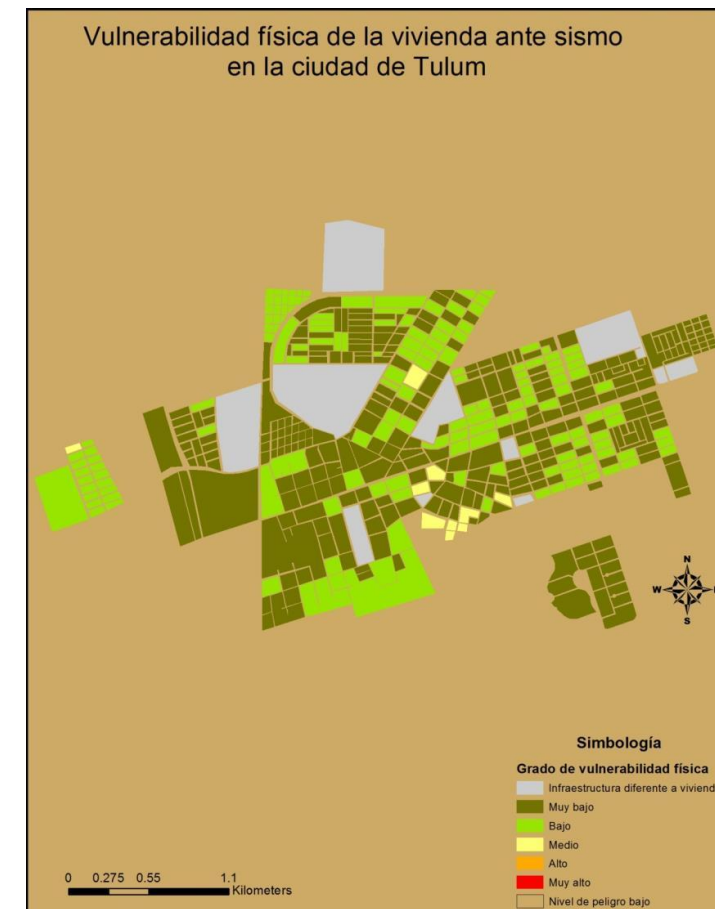 Vulnerabilidad física de la vivienda ante sismo
en la ciudad de Tulum
N
W
S
Simbología
Grado de vulnerabilidad física
Infraestructura diferente a viviend
Muy bajo
Bajo
Medio
Alto
Muy alto
Nivel de peligro bajo
0 0.275 0.55 1.1
Kilometers